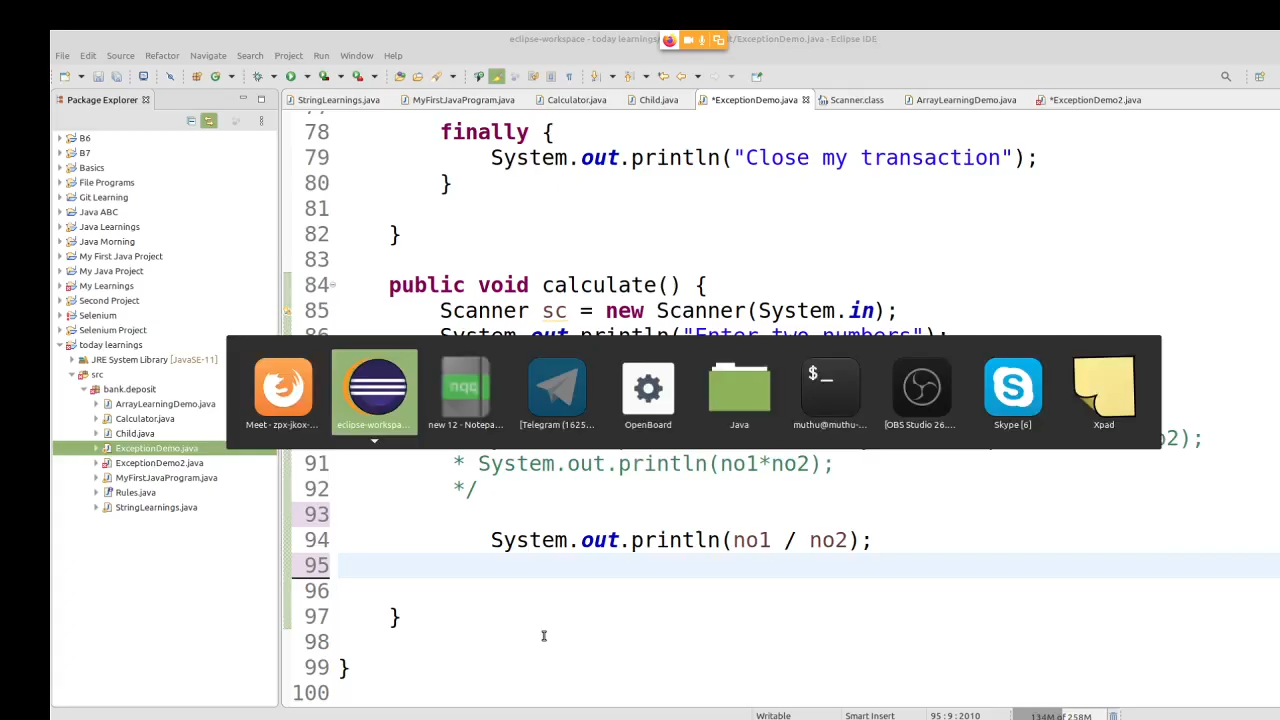 eclipse-workspace - today learnings
t/ExceptionDemo.java - Eclipse IDE
File Edit Source Refactor Navigate Search Project Run Window Help
Package Explorer
StringLearnings.java MyFirstJavaProgram.java Calculator.java Child.java *ExceptionDemo.java Scanner.class ArrayLearningDemo.java *ExceptionDemo2.java
B6
B7
Basics
File Programs
Git Learning
Java ABC
Java Learnings
Java Morning
My First Java Project
My Java Project
My Learnings
Second Project
Selenium
Selenium Project
today learnings
JRE System Library [JavaSE-11]
src
bank.deposit
ArrayLearningDemo.java
Calculator.java
Child.java
ExceptionDemo.java
ExceptionDemo2.java
MyFirstJavaProgram.java
Rules.java
StringLearnings.java
78 finally {
79 System.out.println("Close my transaction");
80 }
81
82 }
83
84 public void calculate() {
85 Scanner sc = new Scanner(System.in);
86 System.out.println("Enter two numbers");
Meet - zpx-jkox-... eclipse-workspa... new 12 - Notepa... [Telegram (1625... OpenBoard Java muthu@muthu-... [OBS Studio 26.... Skype [6] Xpad
nqq
$_
o2);
91 * System.out.println(no1*no2);
92 */
93
94 System.out.println(no1 / no2);
95
96
97 }
98
99 }
100
Writable Smart Insert 95 : 9 : 2010 134M of 258M